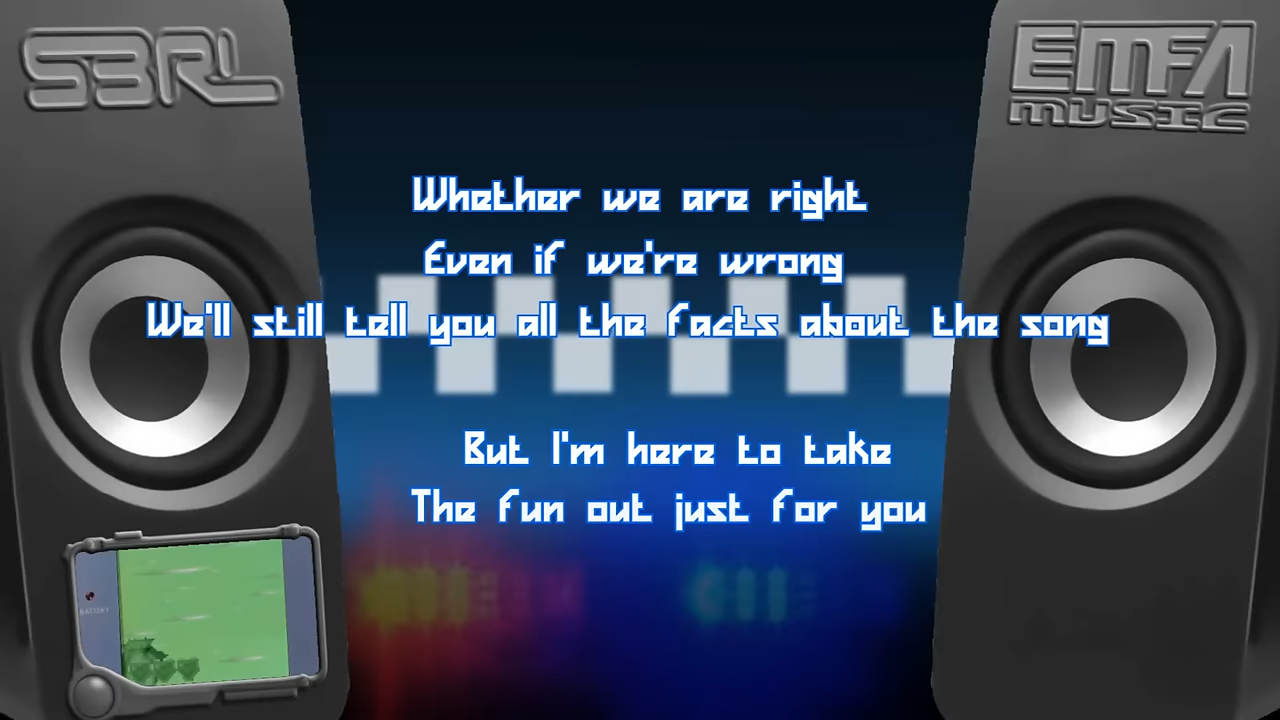 S3RL
EMFA
MUSIC
Whether we are right
Even if we're wrong
We'll still tell you all the facts about the song
But I'm here to take
The fun out just for you
BATTERY